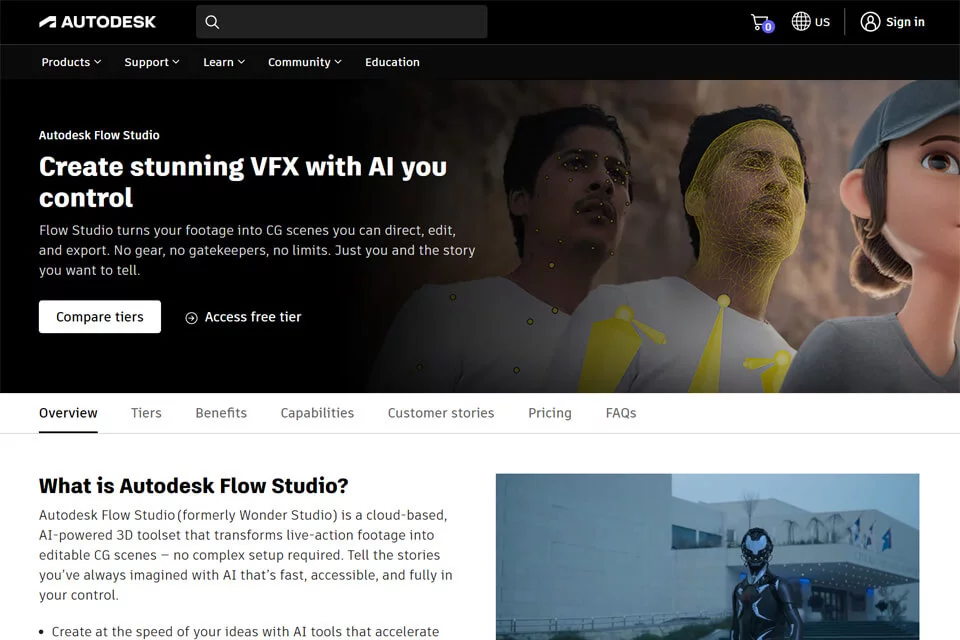 AUTODESK
0
US
Sign in
Products
Support
Learn
Community
Education
Autodesk Flow Studio
Create stunning VFX with AI you
control
Flow Studio turns your footage into CG scenes you can direct, edit,
and export. No gear, no gatekeepers, no limits. Just you and the story
you want to tell.
Compare tiers
Access free tier
Overview
Tiers
Benefits
Capabilities
Customer stories
Pricing
FAQs
What is Autodesk Flow Studio?
Autodesk Flow Studio (formerly Wonder Studio) is a cloud-based,
AI-powered 3D toolset that transforms live-action footage into
editable CG scenes – no complex setup required. Tell the stories
you’ve always imagined with AI that’s fast, accessible, and fully in
your control.
• Create at the speed of your ideas with AI tools that accelerate